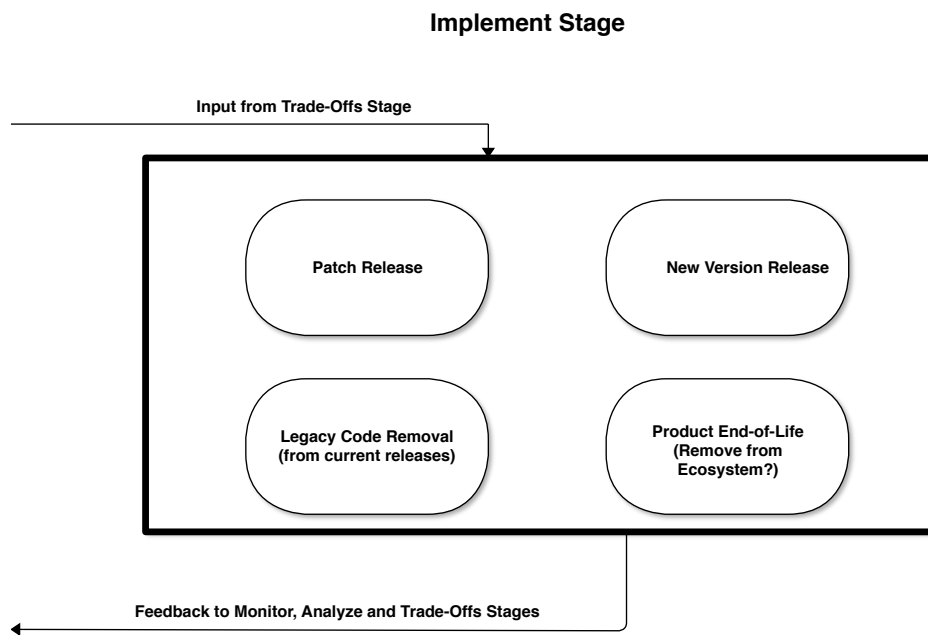 Implement Stage
Input from Trade-Offs Stage
Patch Release
New Version Release
Legacy Code Removal
(from current releases)
Product End-of-Life
(Remove from
Ecosystem?)
Feedback to Monitor, Analyze and Trade-Offs Stages